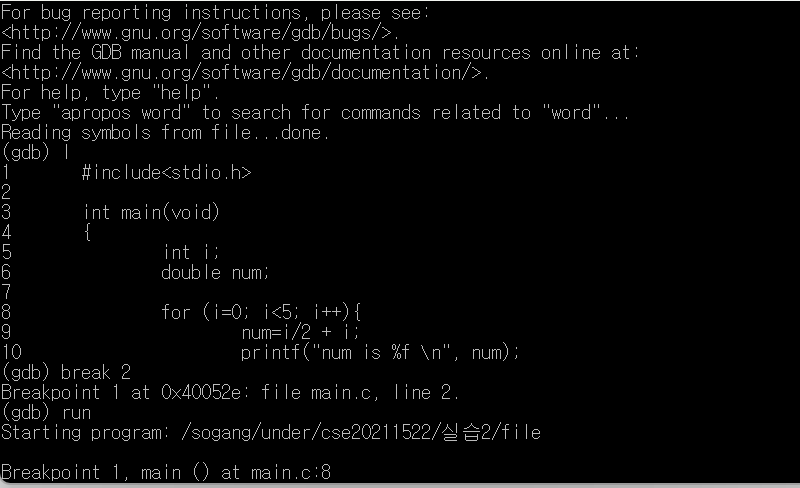 For bug reporting instructions, please see:
<http://www.gnu.org/software/gdb/bugs/>.
Find the GDB manual and other documentation resources online at:
<http://www.gnu.org/software/gdb/documentation/>.
For help, type "help".
Type "apropos word" to search for commands related to "word"...
Reading symbols from file...done.
(gdb) l
1 #include<stdio.h>
2
3 int main(void)
4 {
5 int i;
6 double num;
7
8 for (i=0; i<5; i++){
9 num=i/2 + i;
10 printf("num is %f \n", num);
(gdb) break 2
Breakpoint 1 at 0x40052e: file main.c, line 2.
(gdb) run
Starting program: /sogang/under/cse20211522/실습2/file
Breakpoint 1, main () at main.c:8